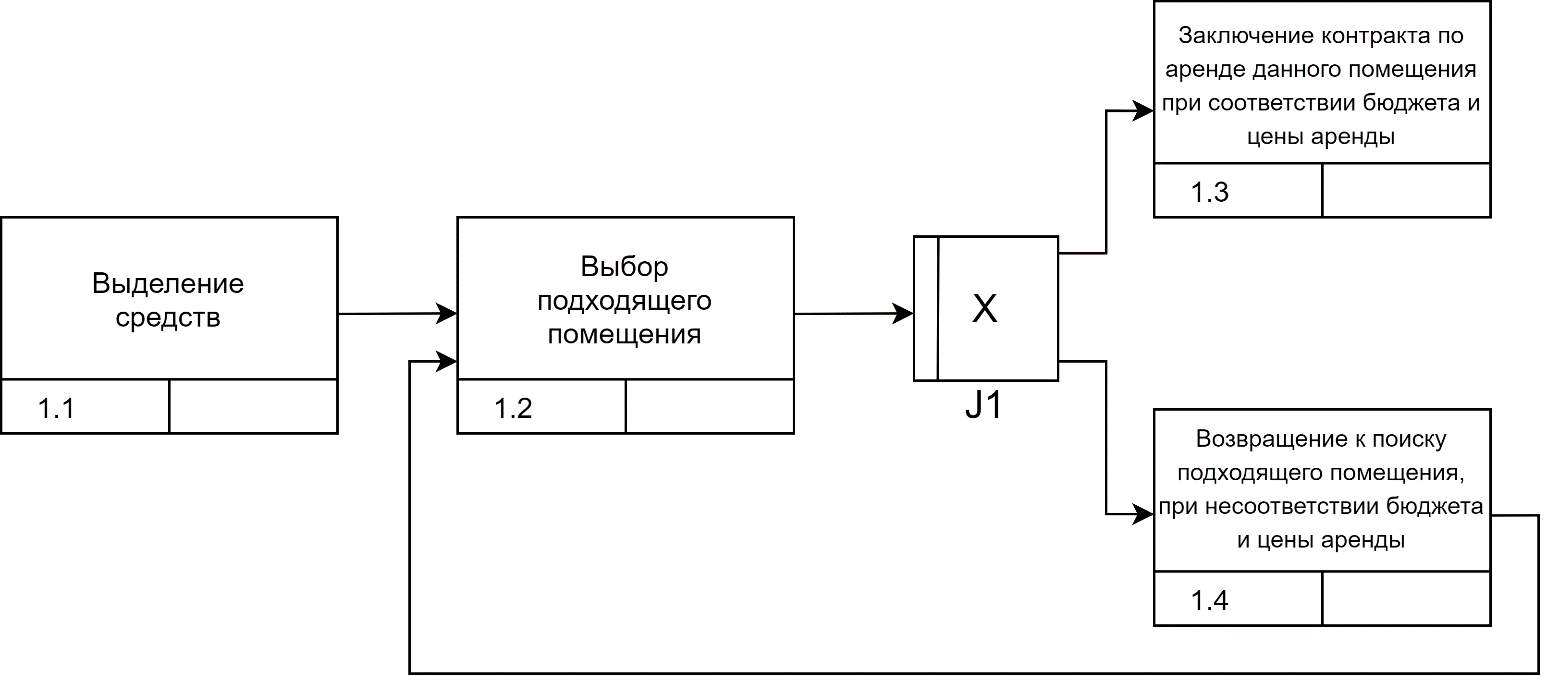 Выделение
средств
1.1
Выбор
подходящего
помещения
1.2
X
J1
Заключение контракта по
аренде данного помещения
при соответствии бюджета и
цены аренды
1.3
Возвращение к поиску
подходящего помещения,
при несоответствии бюджета
и цены аренды
1.4